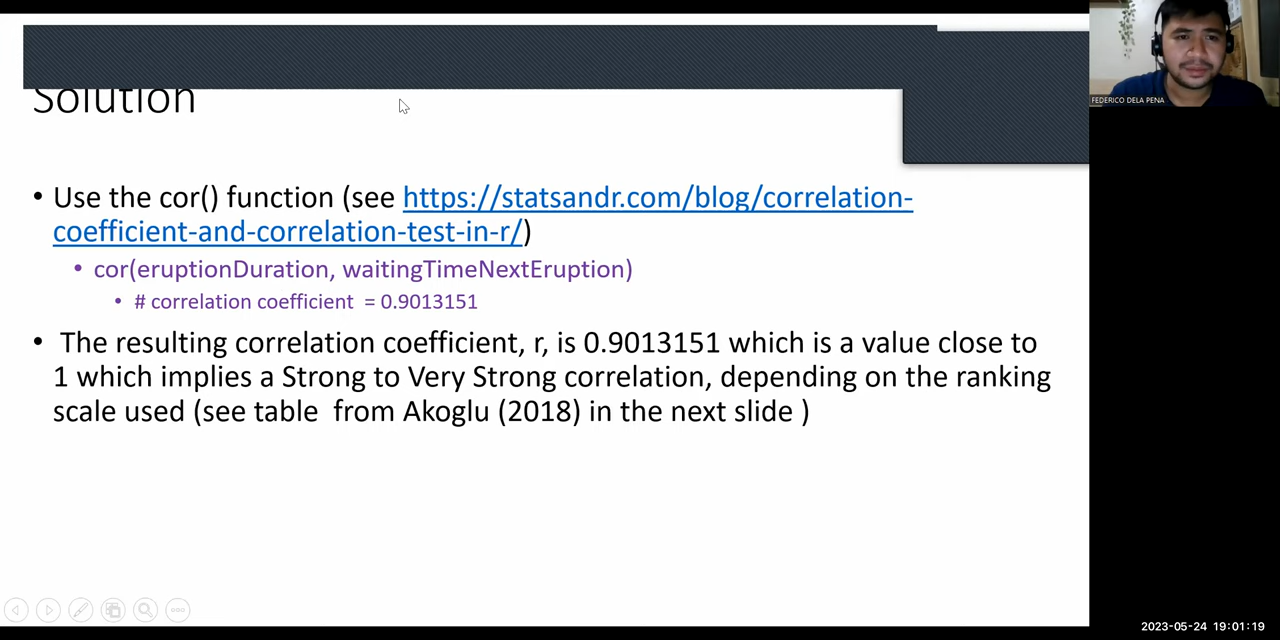 Solution
• Use the cor() function (see https://statsandr.com/blog/correlation-
coefficient-and-correlation-test-in-r/)
• cor(eruptionDuration, waitingTimeNextEruption)
• # correlation coefficient = 0.9013151
• The resulting correlation coefficient, r, is 0.9013151 which is a value close to
1 which implies a Strong to Very Strong correlation, depending on the ranking
scale used (see table from Akoglu (2018) in the next slide )
FEDERICO DELA PENA
2023-05-24 19:01:19